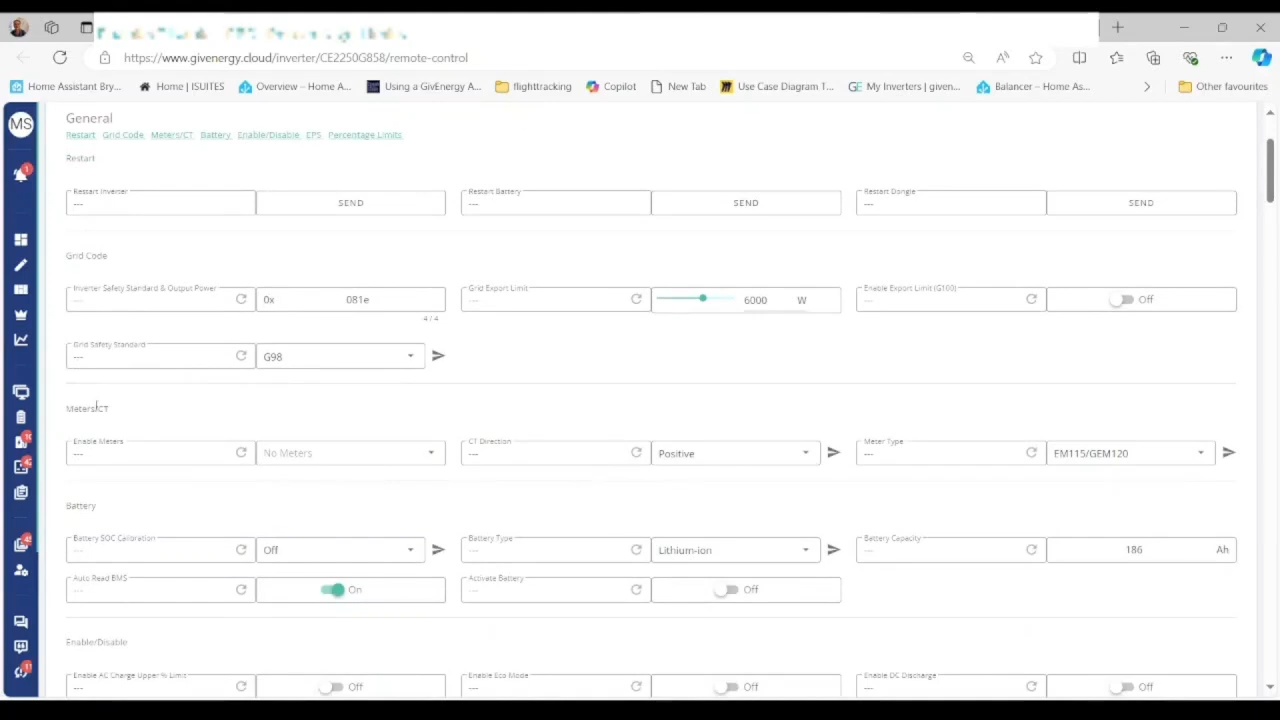 https://www.givenergy.cloud/inverter/CE2250G858/remote-control
Home Assistant Bry...
Home | ISUITES
Overview – Home A...
Using a GivEnergy A...
flighttracking
Copilot
New Tab
Use Case Diagram T...
GE My Inverters | given...
Balancer – Home As...
Other favourites
MS
General
Restart Grid Code Meters/CT Battery Enable/Disable EPS Percentage Limits
Restart
Restart Inverter
---
SEND
Restart Battery
---
SEND
Restart Dongle
---
SEND
Grid Code
Inverter Safety Standard & Output Power
---
0x 081e
4 / 4
Grid Export Limit
---
6000 W
Enable Export Limit (G100)
---
Off
Grid Safety Standard
---
G98
Meters/CT
Enable Meters
---
No Meters
CT Direction
---
Positive
Meter Type
---
EM115/GEM120
Battery
Battery SOC Calibration
---
Off
Battery Type
---
Lithium-ion
Battery Capacity
---
186 Ah
Auto Read BMS
---
On
Activate Battery
---
Off
Enable/Disable
Enable AC Charge Upper % Limit
---
Off
Enable Eco Mode
---
Off
Enable DC Discharge
---
Off